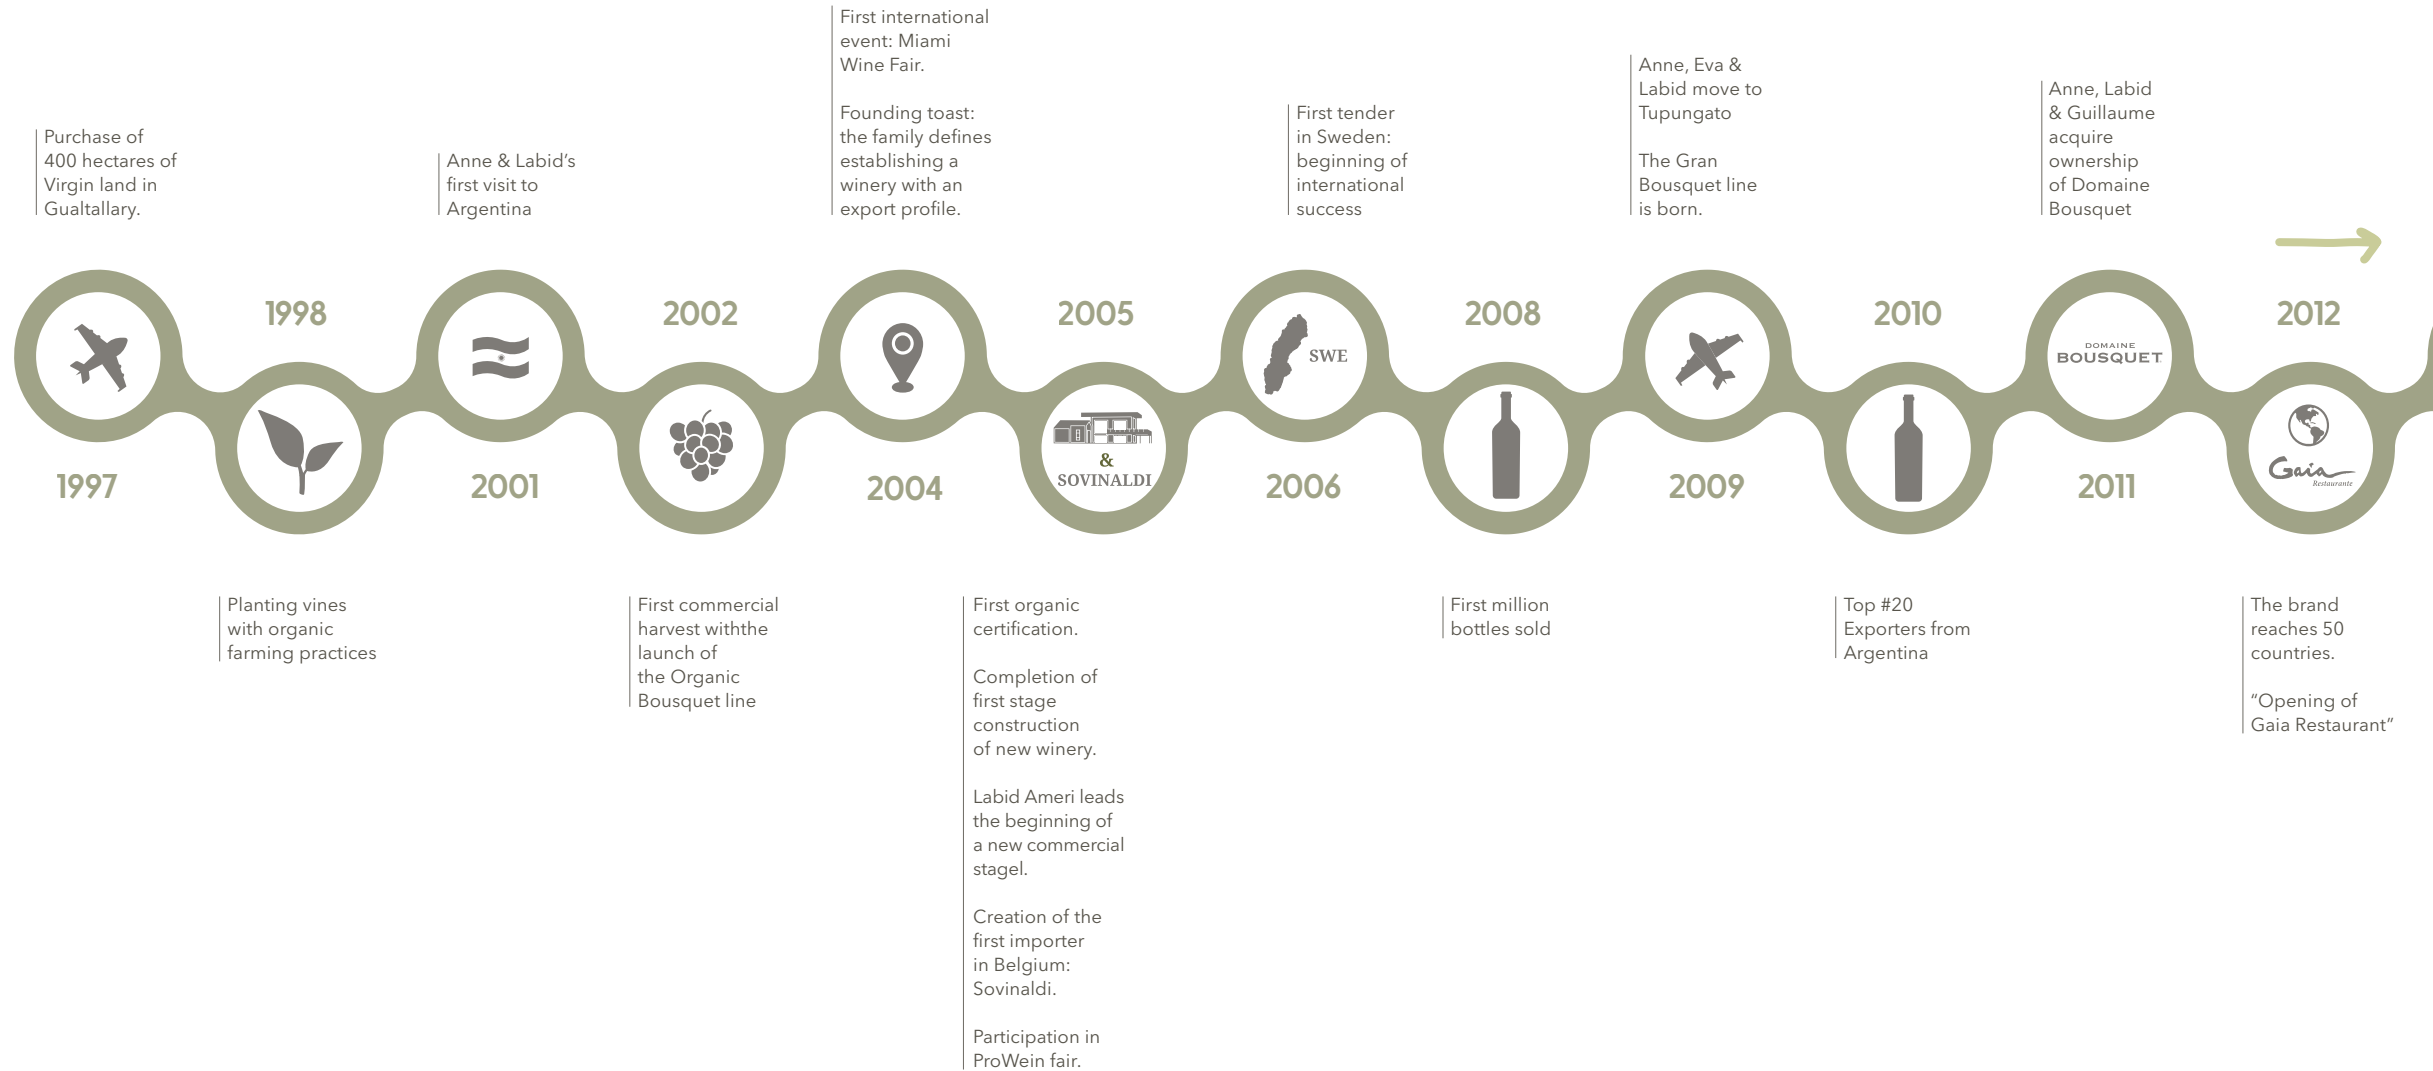 Purchase of
400 hectares of
Virgin land in
Gualtallary.
1997
1998
Planting vines
with organic
farming practices
Anne & Labid's
first visit to
Argentina
2001
2002
First commercial
harvest withthe
launch of
the Organic
Bousquet line
First international
event: Miami
Wine Fair.
Founding toast:
the family defines
establishing a
winery with an
export profile.
2004
2005
&
SOVINALDI
First organic
certification.
Completion of
first stage
construction
of new winery.
Labid Ameri leads
the beginning of
a new commercial
stagel.
Creation of the
first importer
in Belgium:
Sovinaldi.
Participation in
ProWein fair.
First tender
in Sweden:
beginning of
international
success
SWE
2006
2008
First million
bottles sold
Anne, Eva &
Labid move to
Tupungato
The Gran
Bousquet line
is born.
2009
2010
Top #20
Exporters from
Argentina
Anne, Labid
& Guillaume
acquire
ownership
of Domaine
Bousquet
DOMAINE
BOUSQUET
2011
2012
Gaia
Restaurante
The brand
reaches 50
countries.
“Opening of
Gaia Restaurant”